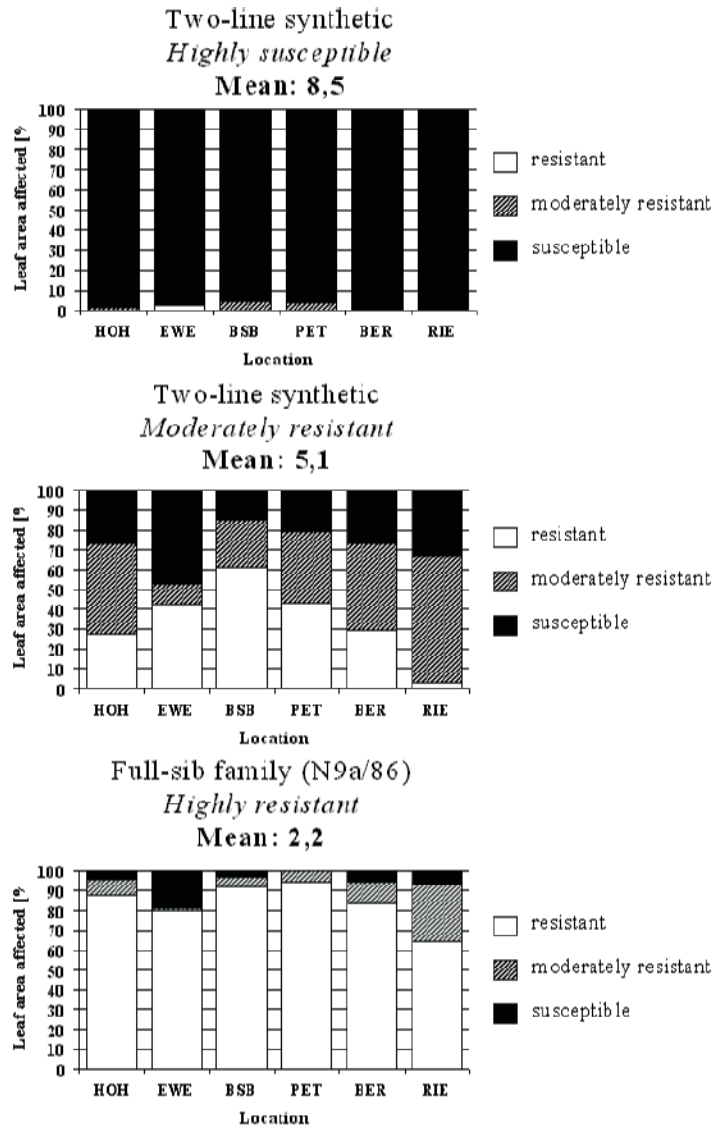 Two-line synthetic
Highly susceptible
Mean: 8,5
Leaf area affected [%
100
90
80
70
60
50
40
30
20
10
0
HOH EWE BSB PET BER RIE
Location
resistant
moderately resistant
susceptible
Two-line synthetic
Moderately resistant
Mean: 5,1
Leaf area affected [%
100
90
80
70
60
50
40
30
20
10
0
HOH EWE BSB PET BER RIE
Location
resistant
moderately resistant
susceptible
Full-sib family (N9a/86)
Highly resistant
Mean: 2,2
Leaf area affected [%
100
90
80
70
60
50
40
30
20
10
0
HOH EWE BSB PET BER RIE
Location
resistant
moderately resistant
susceptible